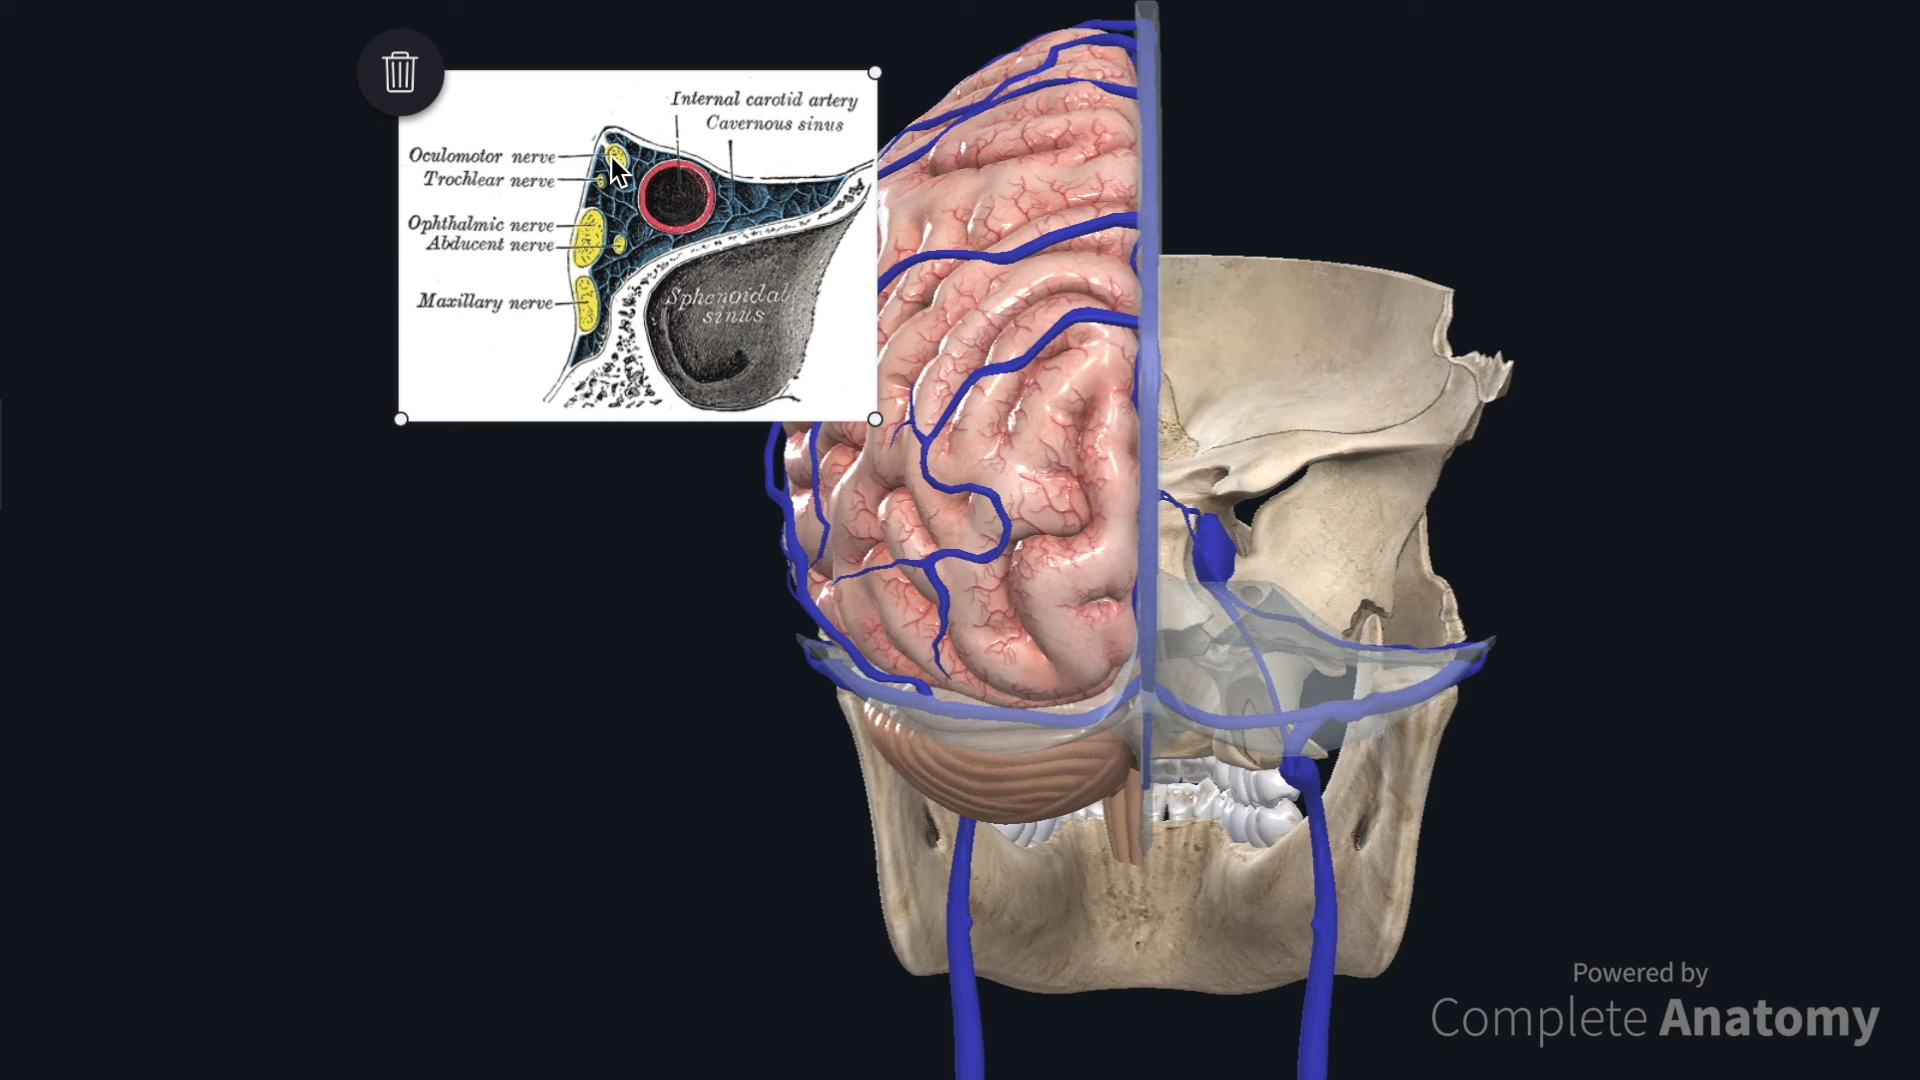 Internal carotid artery
Cavernous sinus
Oculomotor nerve
Trochlear nerve
Ophthalmic nerve
Abducent nerve
Maxillary nerve
Sphenoidal
sinus
Powered by
Complete Anatomy